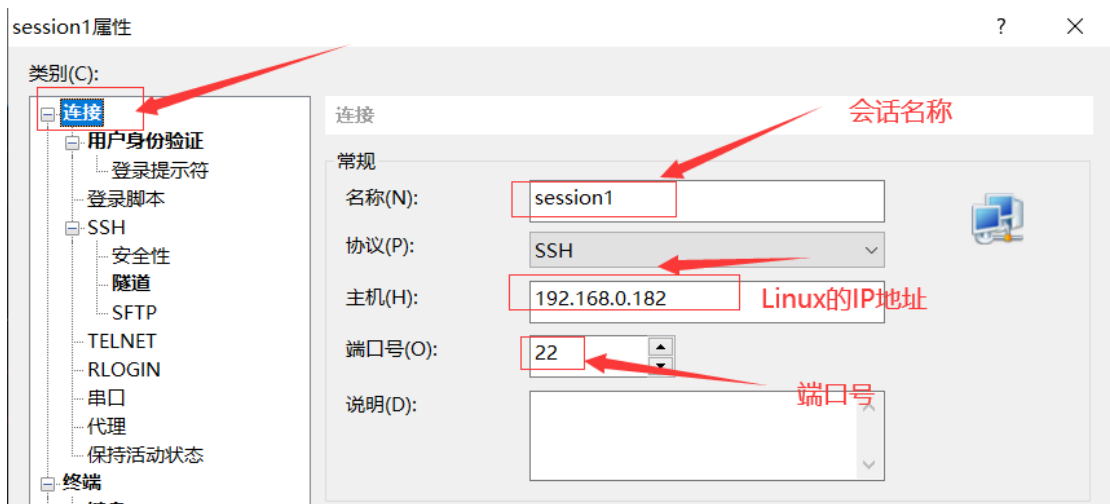 session1属性
类别(C):
连接
用户身份验证
登录提示符
登录脚本
SSH
安全性
隧道
SFTP
TELNET
RLOGIN
串口
代理
保持活动状态
终端
连接
会话名称
常规
名称(N):
session1
协议(P):
SSH
主机(H):
192.168.0.182
Linux的IP地址
端口号(O):
22
端口号
说明(D):